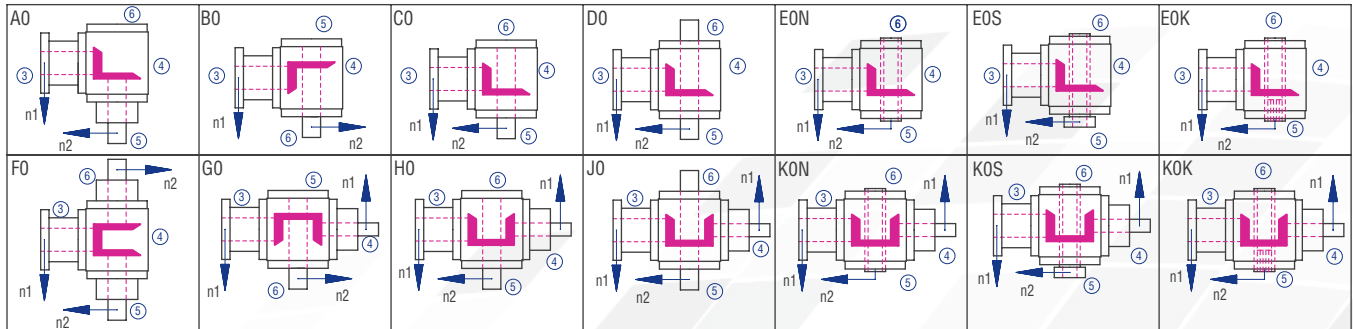 A0 B0 C0 D0 E0N E0S E0K
⑥ ⑤ ⑥ ⑥ ⑥ ⑥ ⑥
③ ④ ③ ④ ③ ④ ③ ④ ③ ④ ③ ④ ③ ④
n1 n1 n1 n1 n1 n1 n1
n2 ⑤ ⑥ n2 n2 ⑤ n2 ⑤ n2 ⑤ n2 ⑤ n2 ⑤
F0 G0 H0 J0 K0N K0S K0K
⑥ n2 ⑤ n1 ⑥ n1 ⑥ n1 ⑥ n1 ⑥ n1 ⑥ n1
③ ④ ③ ④ ③ ④ ③ ④ ③ ④ ③ ④ ③ ④
n1 n1 n1 n1 n1 n1 n1
n2 ⑤ ⑥ n2 n2 ⑤ n2 ⑤ n2 ⑤ n2 ⑤ n2 ⑤